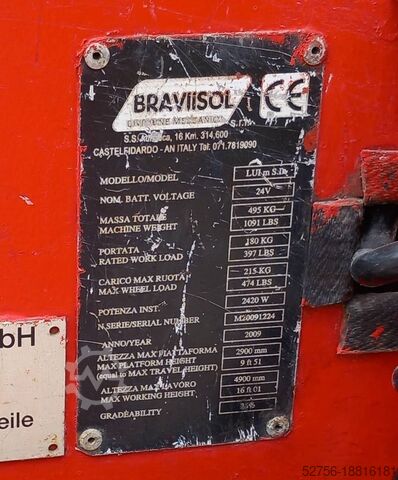 BRAVIISOL
DIVISIONE MECCANICA S.r.l.
CE
S.S. Adriatica, 16 Km. 314,600
CASTELFIDARDO - AN ITALY Tel. 071.7819090
MODELLO/MODEL LUI m S.D.
NOM. BATT. VOLTAGE 24V
MASSA TOTALE 495 KG
MACHINE WEIGHT 1091 LBS
PORTATA 180 KG
RATED WORK LOAD 397 LBS
CARICO MAX RUOTA 215 KG
MAX WHEEL LOAD 474 LBS
POTENZA INST. 2420 W
N.SERIE/SERIAL NUMBER M20091224
ANNO/YEAR 2009
ALTEZZA MAX PIATTAFORMA 2900 mm
MAX PLATFORM HEIGHT 9 ft 51
(equal to MAX TRAVEL HEIGHT)
ALTEZZA MAX LAVORO 4900 mm
MAX WORKING HEIGHT 16 ft 01
GRADEABILITY
bH
eile
52756-18816181